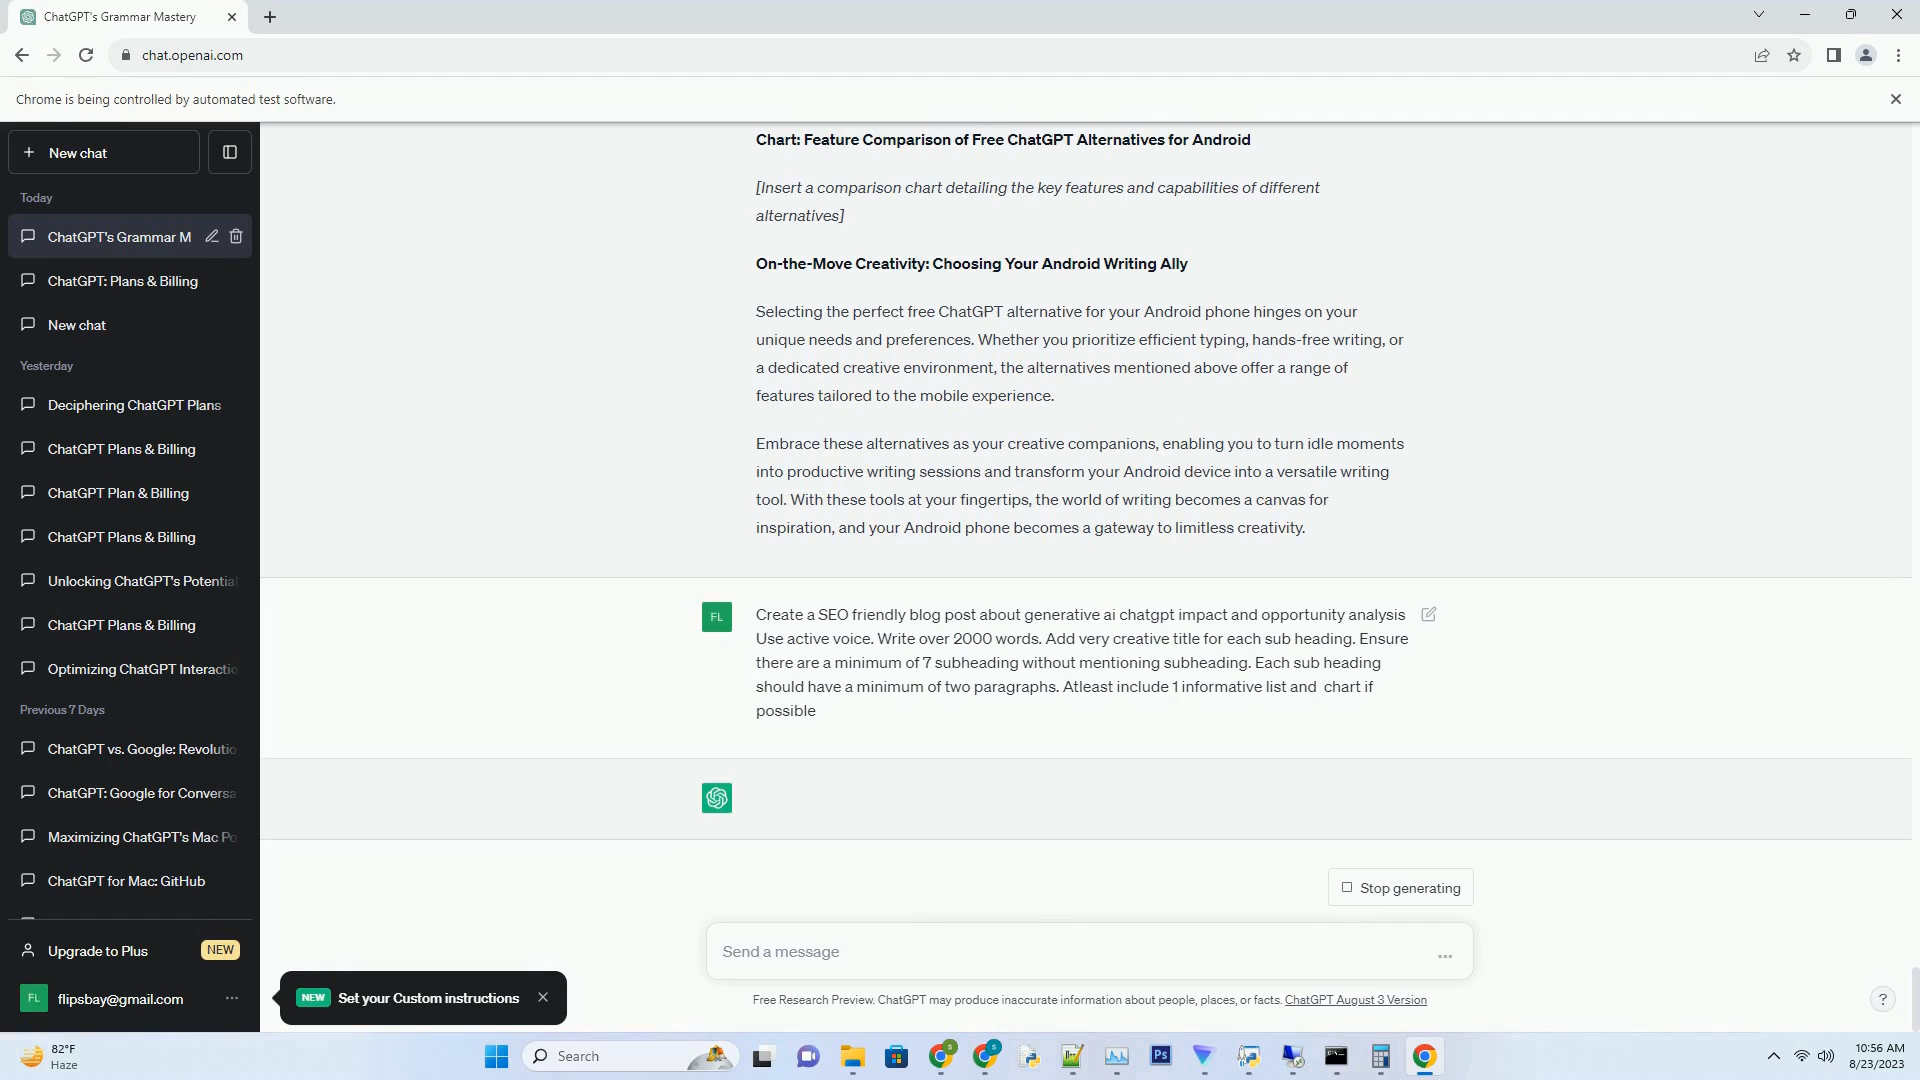 ChatGPT's Grammar Mastery
chat.openai.com
Chrome is being controlled by automated test software.
New chat
Today
ChatGPT's Grammar M
ChatGPT: Plans & Billing
New chat
Yesterday
Deciphering ChatGPT Plans
ChatGPT Plans & Billing
ChatGPT Plan & Billing
ChatGPT Plans & Billing
Unlocking ChatGPT's Potential
ChatGPT Plans & Billing
Optimizing ChatGPT Interactio
Previous 7 Days
ChatGPT vs. Google: Revolutio
ChatGPT: Google for Conversa
Maximizing ChatGPT's Mac Po
ChatGPT for Mac: GitHub
Upgrade to Plus
NEW
FL
flipsbay@gmail.com
Chart: Feature Comparison of Free ChatGPT Alternatives for Android
[Insert a comparison chart detailing the key features and capabilities of different
alternatives]
On-the-Move Creativity: Choosing Your Android Writing Ally
Selecting the perfect free ChatGPT alternative for your Android phone hinges on your
unique needs and preferences. Whether you prioritize efficient typing, hands-free writing, or
a dedicated creative environment, the alternatives mentioned above offer a range of
features tailored to the mobile experience.
Embrace these alternatives as your creative companions, enabling you to turn idle moments
into productive writing sessions and transform your Android device into a versatile writing
tool. With these tools at your fingertips, the world of writing becomes a canvas for
inspiration, and your Android phone becomes a gateway to limitless creativity.
FL
Create a SEO friendly blog post about generative ai chatgpt impact and opportunity analysis
Use active voice. Write over 2000 words. Add very creative title for each sub heading. Ensure
there are a minimum of 7 subheading without mentioning subheading. Each sub heading
should have a minimum of two paragraphs. Atleast include 1 informative list and  chart if
possible
Stop generating
Send a message
NEW Set your Custom instructions
Free Research Preview. ChatGPT may produce inaccurate information about people, places, or facts. ChatGPT August 3 Version
?
82°F
Haze
Search
S
S
Ps
10:56 AM
8/23/2023